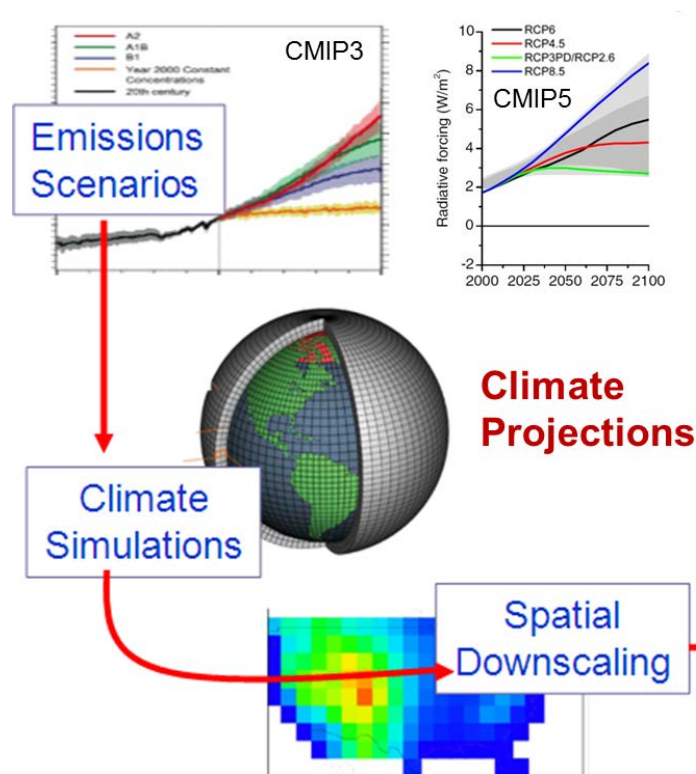 A2
A1B
B1
Year 2000 Constant
Concentrations
20th century
CMIP3
RCP6
RCP4.5
RCP3PD/RCP2.6
RCP8.5
CMIP5
Radiative forcing (W/m²)
10
8
6
4
2
0
-2
2000 2025 2050 2075 2100
Emissions
Scenarios
Climate
Projections
Climate
Simulations
Spatial
Downscaling